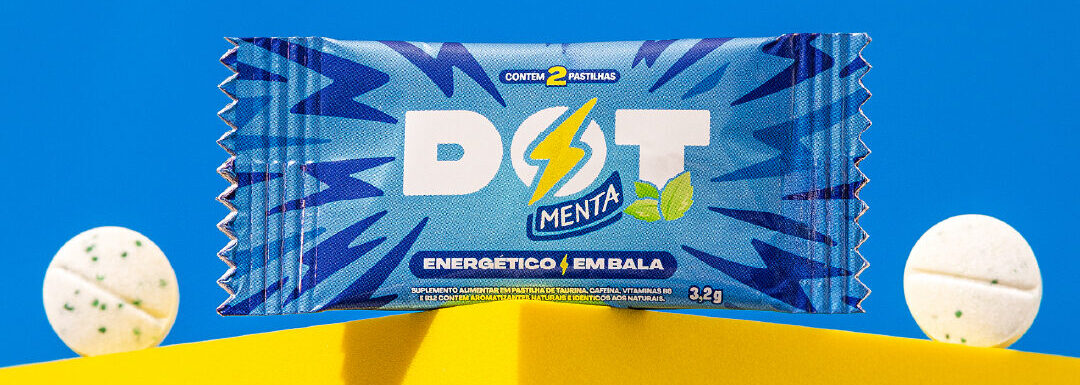 CONTÉM 2 PASTILHAS
DOT
MENTA
ENERGÉTICO EM BALA
SUPLEMENTO ALIMENTAR EM PASTILHA DE TAURINA, CAFEÍNA, VITAMINAS B6
E B12 CONTÉM AROMATIZANTES NATURAIS E IDÊNTICOS AOS NATURAIS.
3,2g